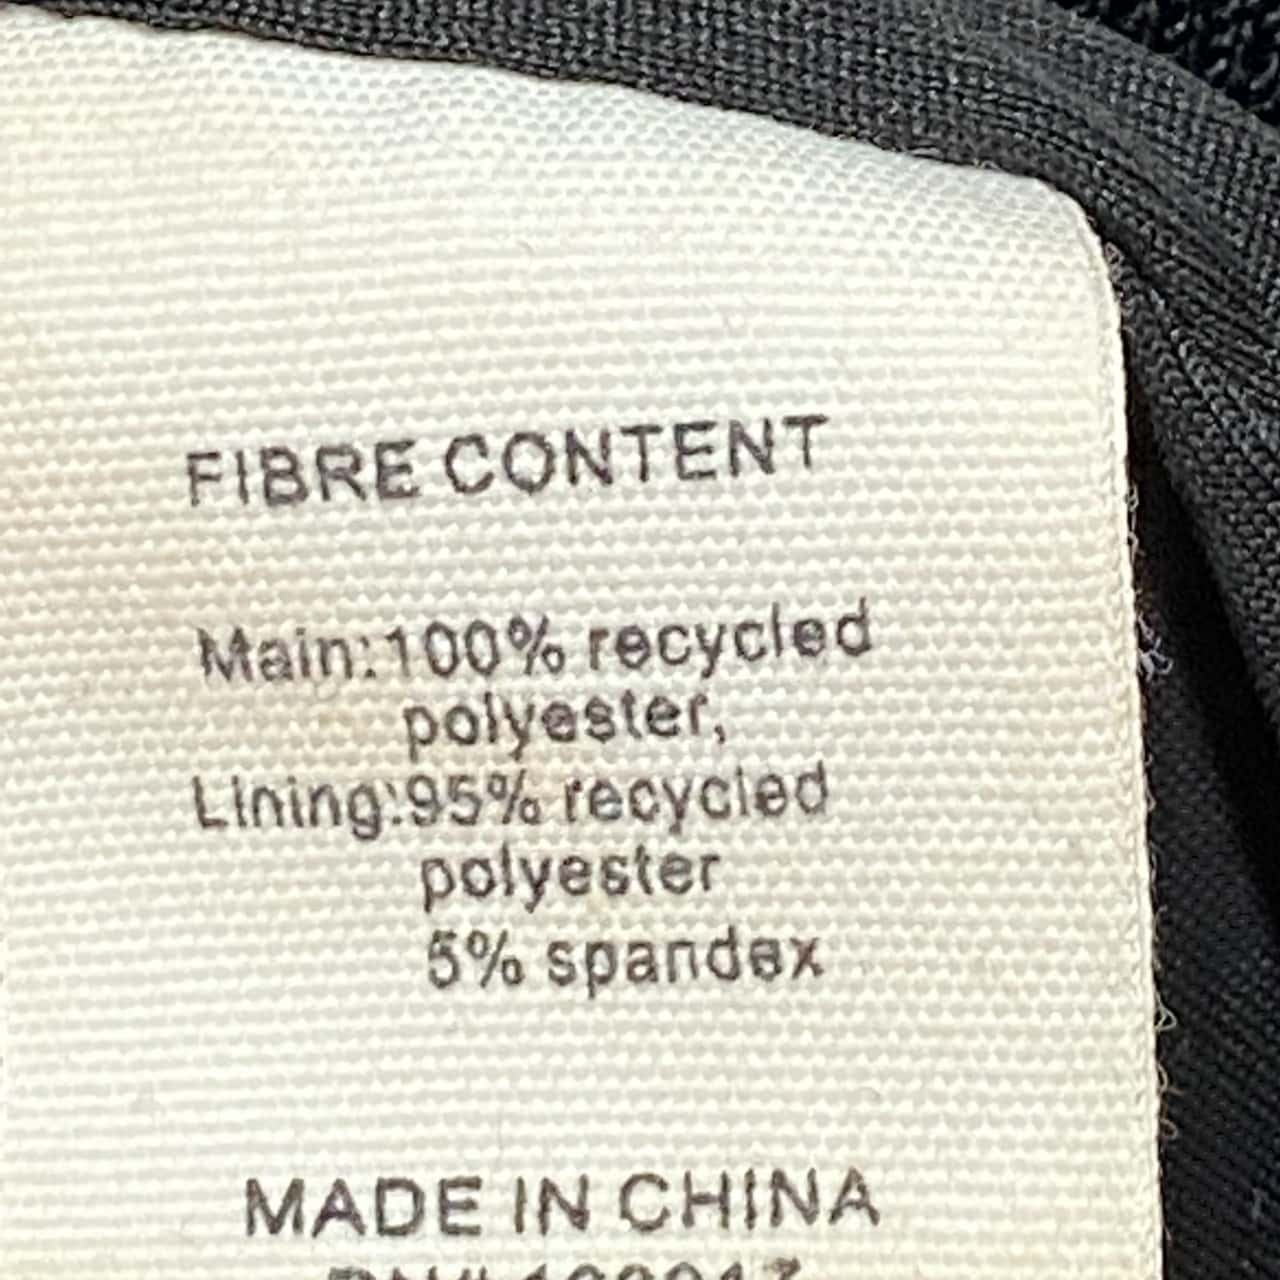 FIBRE CONTENT
Main:100% recycled
polyester,
Lining:95% recycled
polyester
5% spandex
MADE IN CHINA